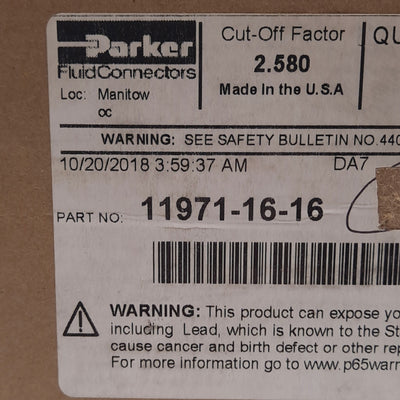 Parker
FluidConnectors
Loc: Manitow
∝
Cut-Off Factor
2.580
Made in the U.S.A
QU
WARNING: SEE SAFETY BULLETIN NO.440
10/20/2018 3:59:37 AM DA7
PART NO: 11971-16-16
WARNING: This product can expose yo
including Lead, which is known to the St
cause cancer and birth defect or other rep
For more information go to www.p65warn